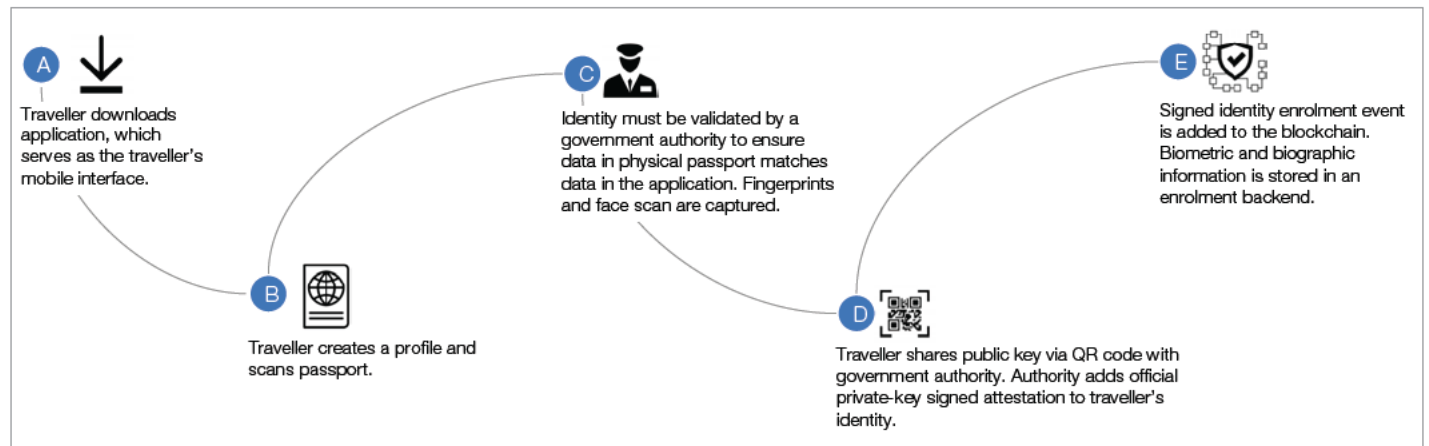 A
Traveller downloads
application, which
serves as the traveller's
mobile interface.
B
Traveller creates a profile and
scans passport.
C
Identity must be validated by a
government authority to ensure
data in physical passport matches
data in the application. Fingerprints
and face scan are captured.
D
Traveller shares public key via QR code with
government authority. Authority adds official
private-key signed attestation to traveller's
identity.
E
Signed identity enrolment event
is added to the blockchain.
Biometric and biographic
information is stored in an
enrolment backend.